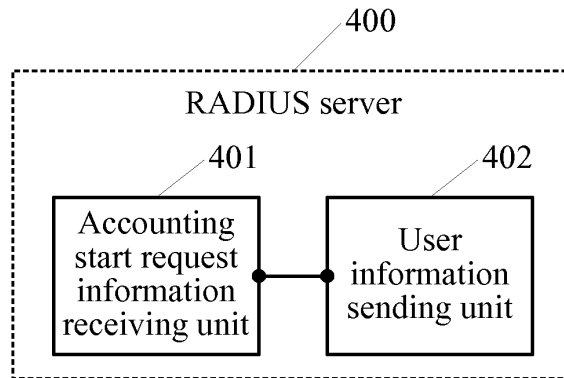 400
RADIUS server
401
402
Accounting
start request
information
receiving unit
User
information
sending unit